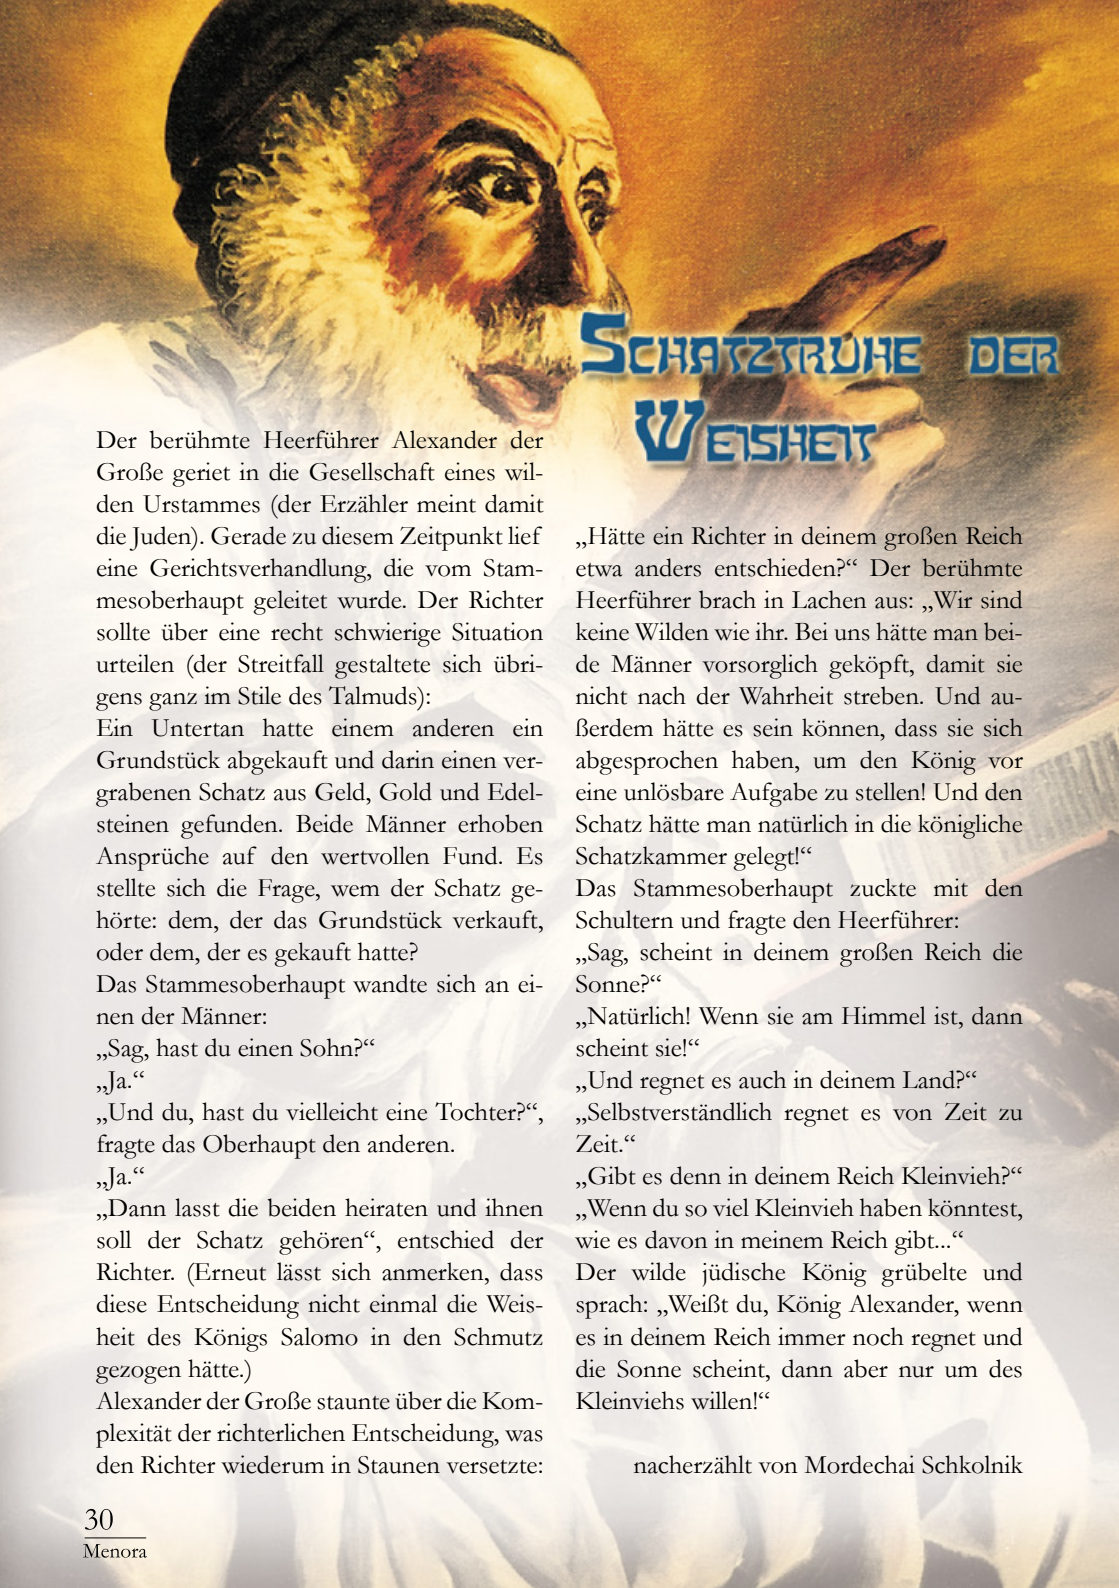 Schatztruhe der
Weisheit
Der berühmte Heerführer Alexander der
Große geriet in die Gesellschaft eines wil-
den Urstammes (der Erzähler meint damit
die Juden). Gerade zu diesem Zeitpunkt lief
eine Gerichtsverhandlung, die vom Stam-
mesoberhaupt geleitet wurde. Der Richter
sollte über eine recht schwierige Situation
urteilen (der Streitfall gestaltete sich übri-
gens ganz im Stile des Talmuds):
Ein Untertan hatte einem anderen ein
Grundstück abgekauft und darin einen ver-
grabenen Schatz aus Geld, Gold und Edel-
steinen gefunden. Beide Männer erhoben
Ansprüche auf den wertvollen Fund. Es
stellte sich die Frage, wem der Schatz ge-
hörte: dem, der das Grundstück verkauft,
oder dem, der es gekauft hatte?
Das Stammesoberhaupt wandte sich an ei-
nen der Männer:
„Sag, hast du einen Sohn?“
„Ja.“
„Und du, hast du vielleicht eine Tochter?“,
fragte das Oberhaupt den anderen.
„Ja.“
„Dann lasst die beiden heiraten und ihnen
soll der Schatz gehören“, entschied der
Richter. (Erneut lässt sich anmerken, dass
diese Entscheidung nicht einmal die Weis-
heit des Königs Salomo in den Schmutz
gezogen hätte.)
Alexander der Große staunte über die Kom-
plexität der richterlichen Entscheidung, was
den Richter wiederum in Staunen versetzte:
„Hätte ein Richter in deinem großen Reich
etwa anders entschieden?“ Der berühmte
Heerführer brach in Lachen aus: „Wir sind
keine Wilden wie ihr. Bei uns hätte man bei-
de Männer vorsorglich geköpft, damit sie
nicht nach der Wahrheit streben. Und au-
ßerdem hätte es sein können, dass sie sich
abgesprochen haben, um den König vor
eine unlösbare Aufgabe zu stellen! Und den
Schatz hätte man natürlich in die königliche
Schatzkammer gelegt!“
Das Stammesoberhaupt zuckte mit den
Schultern und fragte den Heerführer:
„Sag, scheint in deinem großen Reich die
Sonne?“
„Natürlich! Wenn sie am Himmel ist, dann
scheint sie!“
„Und regnet es auch in deinem Land?“
„Selbstverständlich regnet es von Zeit zu
Zeit.“
„Gibt es denn in deinem Reich Kleinvieh?“
„Wenn du so viel Kleinvieh haben könntest,
wie es davon in meinem Reich gibt...“
Der wilde jüdische König grübelte und
sprach: „Weißt du, König Alexander, wenn
es in deinem Reich immer noch regnet und
die Sonne scheint, dann aber nur um des
Kleinviehs willen!“
nacherzählt von Mordechai Schkolnik
30
Menora